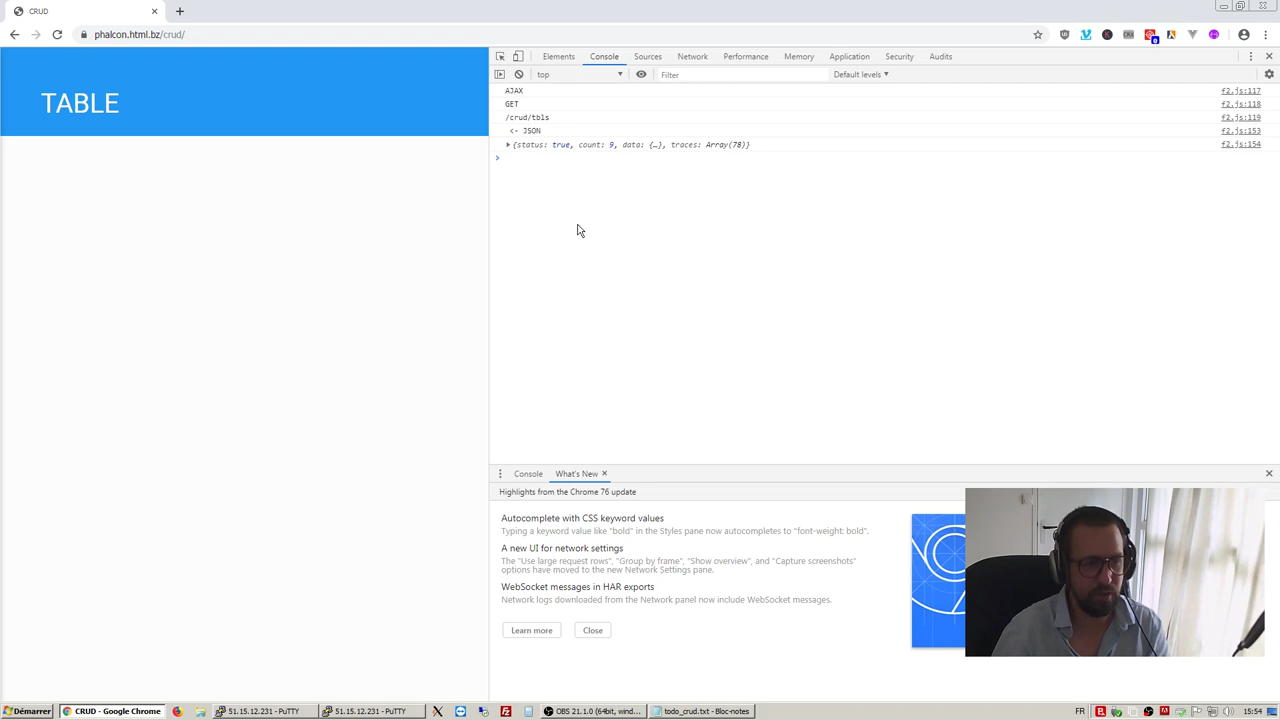 CRUD
phalcon.html.bz/crud/
Elements Console Sources Network Performance Memory Application Security Audits
top Filter Default levels
TABLE
AJAX f2.js:117
GET f2.js:118
/crud/tbls f2.js:119
<- JSON f2.js:153
{status: true, count: 9, data: {…}, traces: Array(78)} f2.js:154
Console What's New
Highlights from the Chrome 76 update
Autocomplete with CSS keyword values
Typing a keyword value like "bold" in the Styles pane now autocompletes to "font-weight: bold".
A new UI for network settings
The "Use large request rows", "Group by frame", "Show overview", and "Capture screenshots"
options have moved to the new Network Settings pane.
WebSocket messages in HAR exports
Network logs downloaded from the Network panel now include WebSocket messages.
Learn more Close
Démarrer CRUD - Google Chrome 51.15.12.231 - PuTTY 51.15.12.231 - PuTTY OBS 21.1.0 (64bit, wind... todo_crud.txt - Bloc-notes FR 15:54